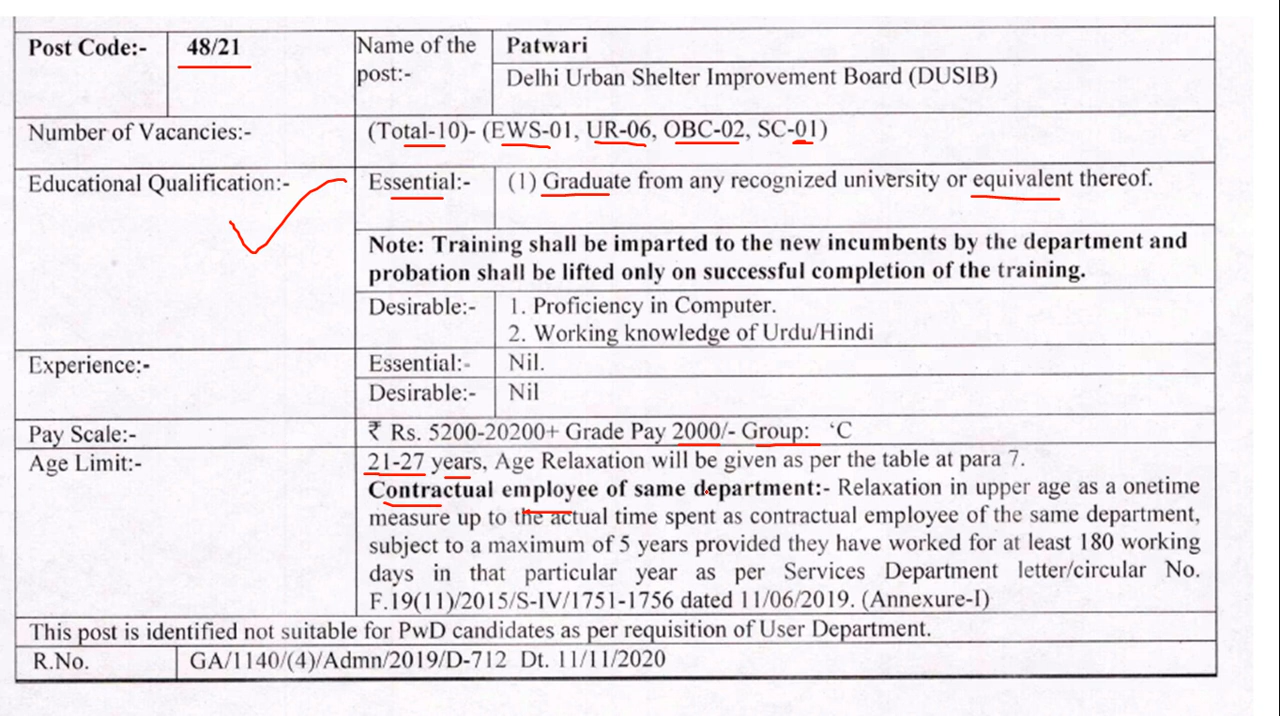 Post Code:- 48/21 Name of the post:- Patwari
Delhi Urban Shelter Improvement Board (DUSIB)
Number of Vacancies:- (Total-10)- (EWS-01, UR-06, OBC-02, SC-01)
Educational Qualification:- Essential:- (1) Graduate from any recognized university or equivalent thereof.
Note: Training shall be imparted to the new incumbents by the department and
probation shall be lifted only on successful completion of the training.
Desirable:- 1. Proficiency in Computer.
2. Working knowledge of Urdu/Hindi
Experience:- Essential:- Nil.
Desirable:- Nil
Pay Scale:- ₹ Rs. 5200-20200+ Grade Pay 2000/- Group: ‘C
Age Limit:- 21-27 years, Age Relaxation will be given as per the table at para 7.
Contractual employee of same department:- Relaxation in upper age as a onetime
measure up to the actual time spent as contractual employee of the same department,
subject to a maximum of 5 years provided they have worked for at least 180 working
days in that particular year as per Services Department letter/circular No.
F.19(11)/2015/S-IV/1751-1756 dated 11/06/2019. (Annexure-I)
This post is identified not suitable for PwD candidates as per requisition of User Department.
R.No. GA/1140/(4)/Admn/2019/D-712 Dt. 11/11/2020